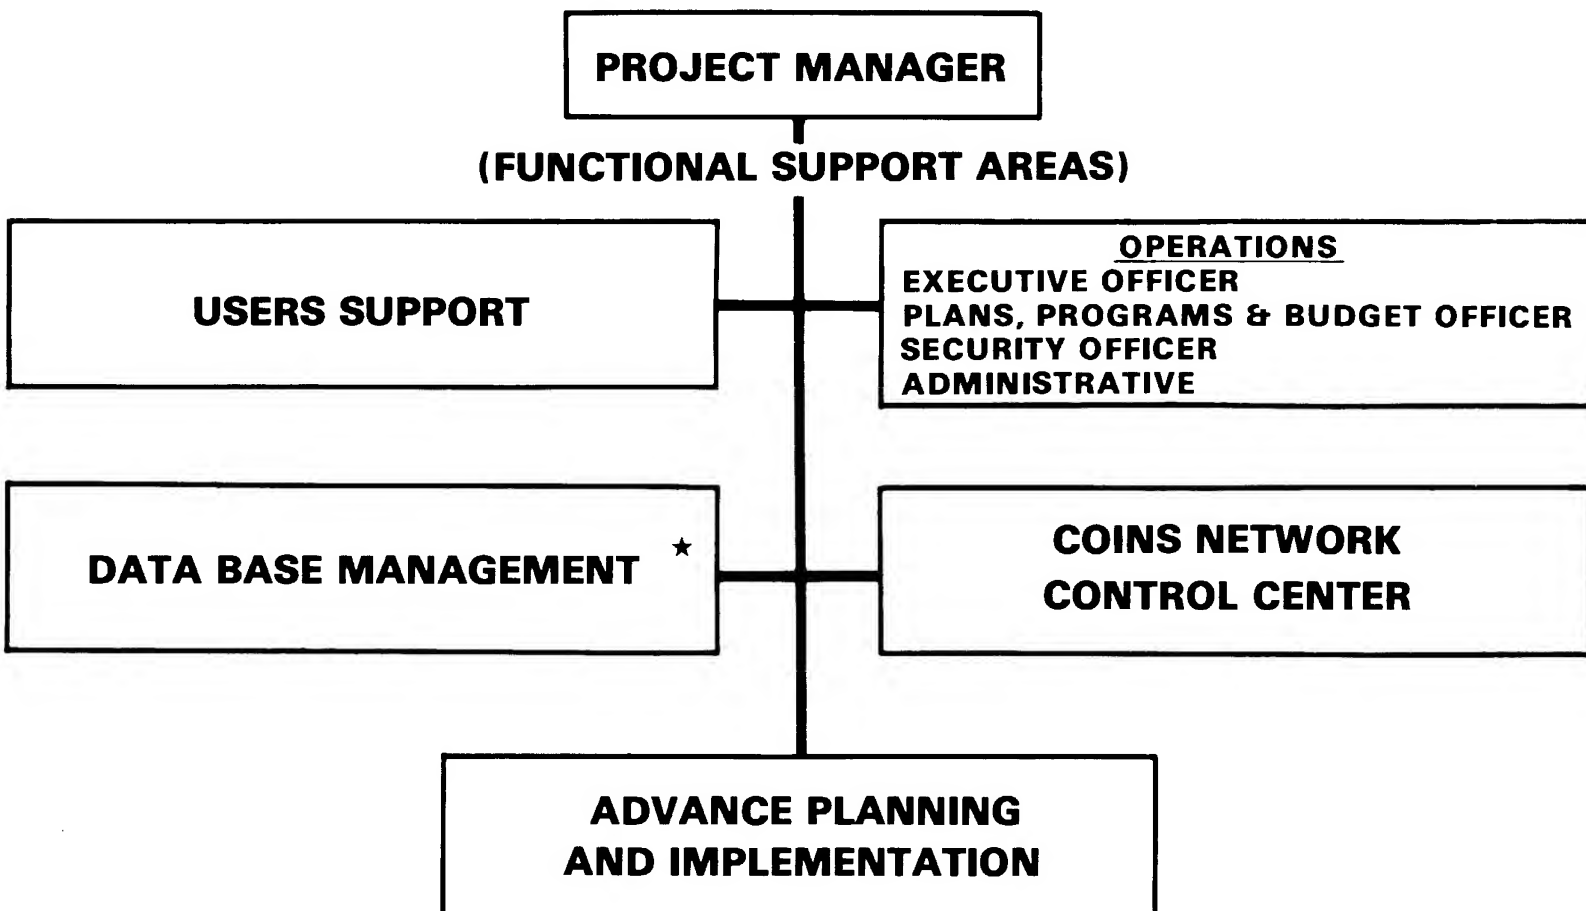 PROJECT MANAGER
(FUNCTIONAL SUPPORT AREAS)
USERS SUPPORT
OPERATIONS
EXECUTIVE OFFICER
PLANS, PROGRAMS & BUDGET OFFICER
SECURITY OFFICER
ADMINISTRATIVE
DATA BASE MANAGEMENT ★
COINS NETWORK
CONTROL CENTER
ADVANCE PLANNING
AND IMPLEMENTATION